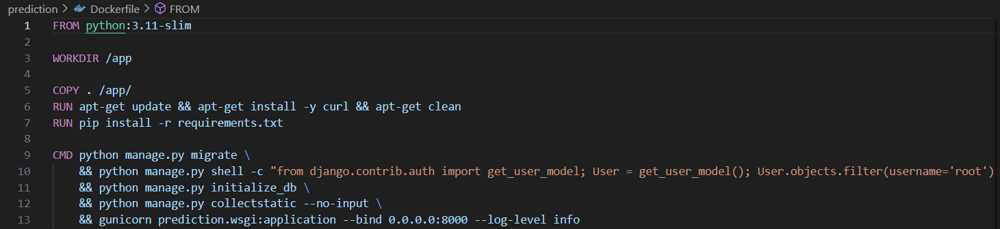 prediction > Dockerfile > FROM
1 FROM python:3.11-slim
2
3 WORKDIR /app
4
5 COPY . /app/
6 RUN apt-get update && apt-get install -y curl && apt-get clean
7 RUN pip install -r requirements.txt
8
9 CMD python manage.py migrate \
10 && python manage.py shell -c "from django.contrib.auth import get_user_model; User = get_user_model(); User.objects.filter(username='root')
11 && python manage.py initialize_db \
12 && python manage.py collectstatic --no-input \
13 && gunicorn prediction.wsgi:application --bind 0.0.0.0:8000 --log-level info